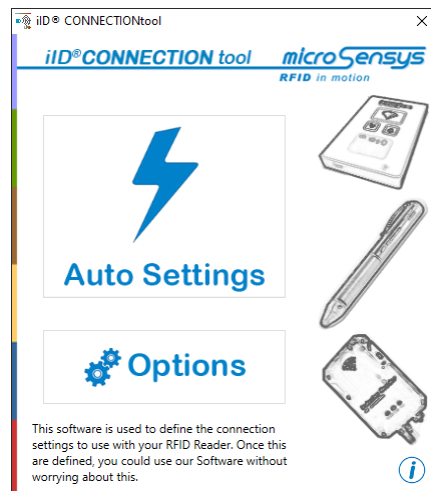 iID® CONNECTIONtool
iID®CONNECTION tool
microSensys
RFID in motion
Auto Settings
Options
This software is used to define the connection
settings to use with your RFID Reader. Once this
are defined, you could use our Software without
worrying about this.
i